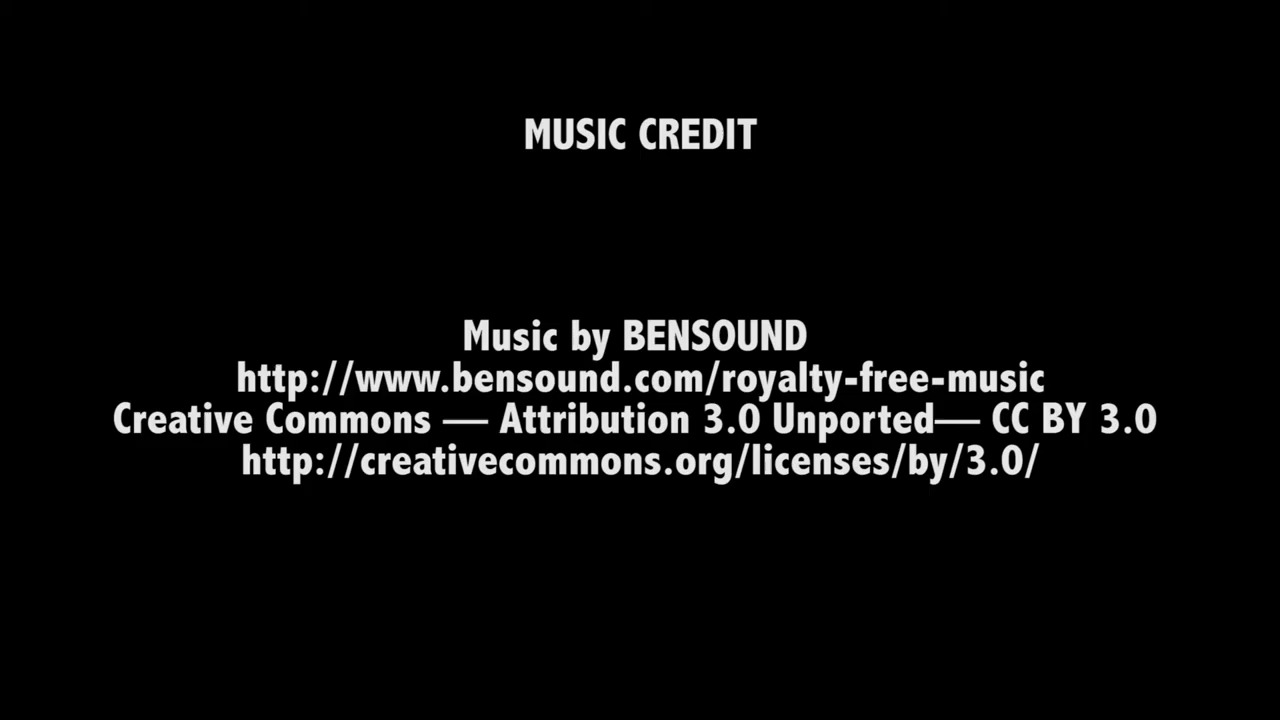 MUSIC CREDIT
Music by BENSOUND
http://www.bensound.com/royalty-free-music
Creative Commons — Attribution 3.0 Unported— CC BY 3.0
http://creativecommons.org/licenses/by/3.0/